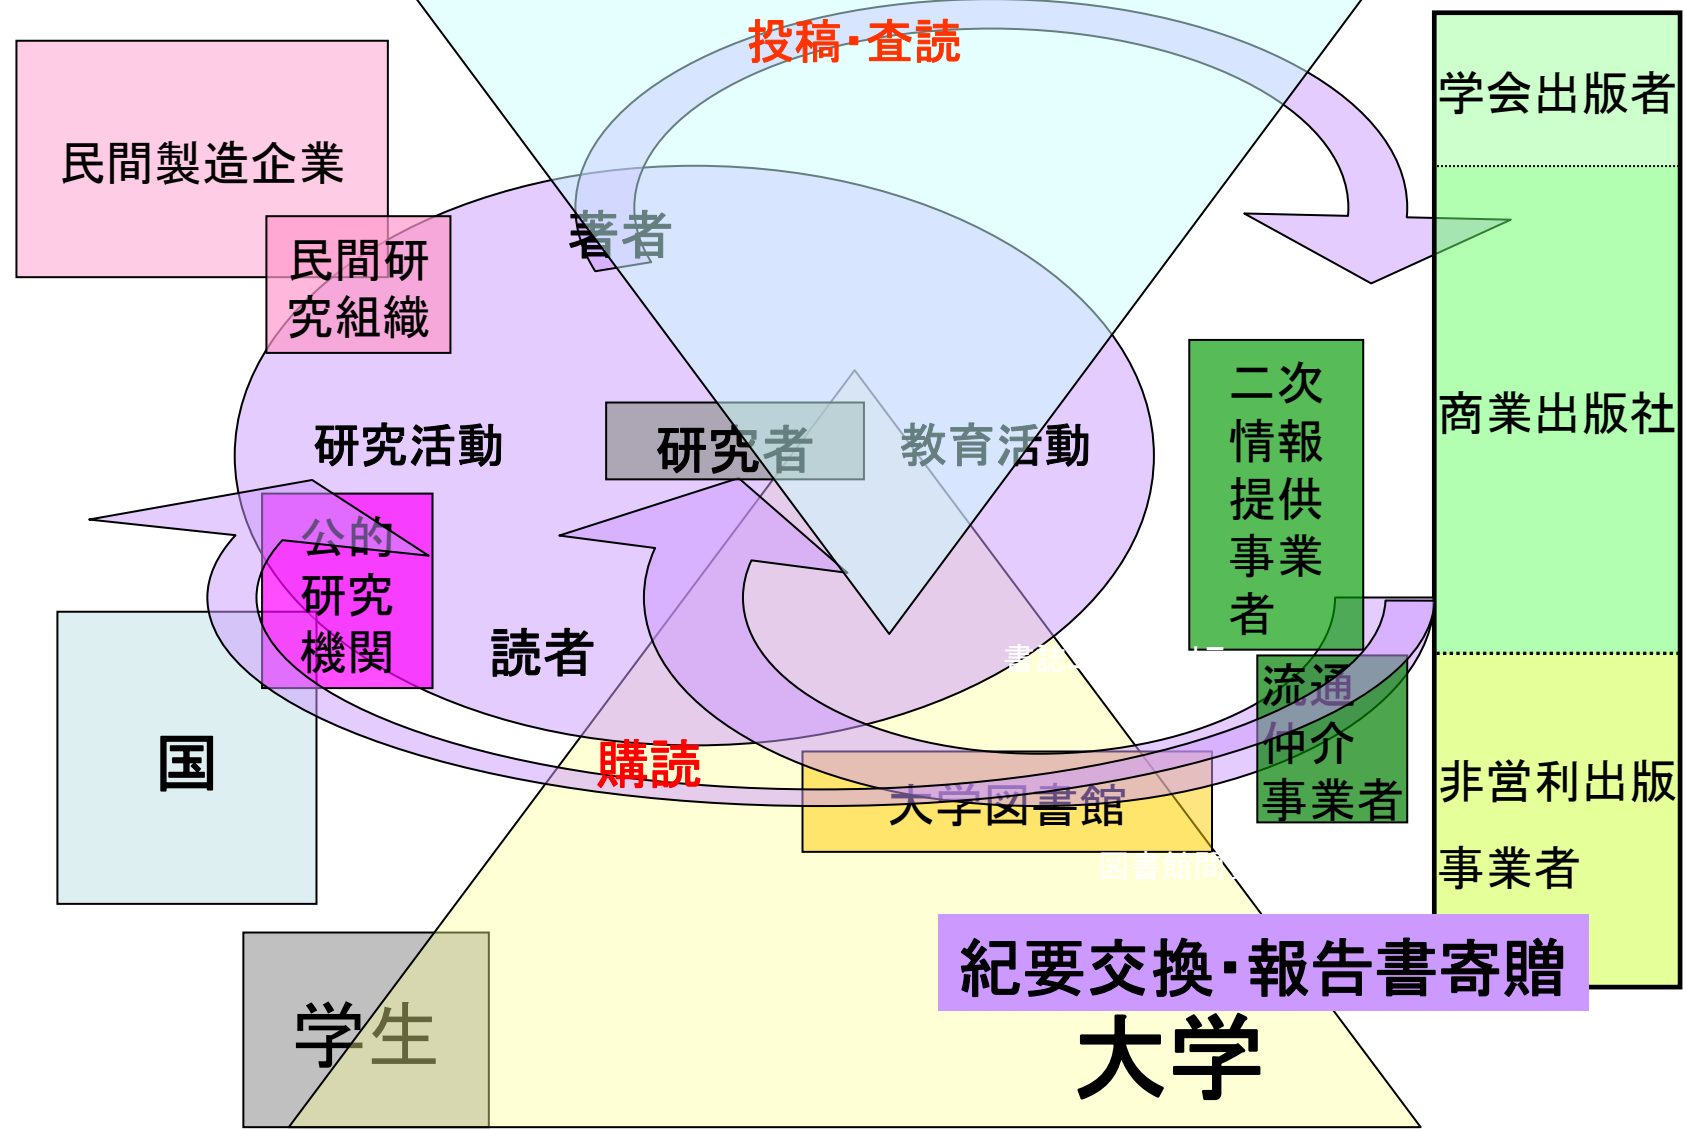 投稿・査読
学会出版者
民間製造企業
著者
民間研
究組織
二次
情報
提供
事業
者
商業出版社
研究活動
研究者
教育活動
公的
研究
機関
読者
流通
仲介
事業者
国
購読
大学図書館
非営利出版
事業者
図書館間
紀要交換・報告書寄贈
学生
大学